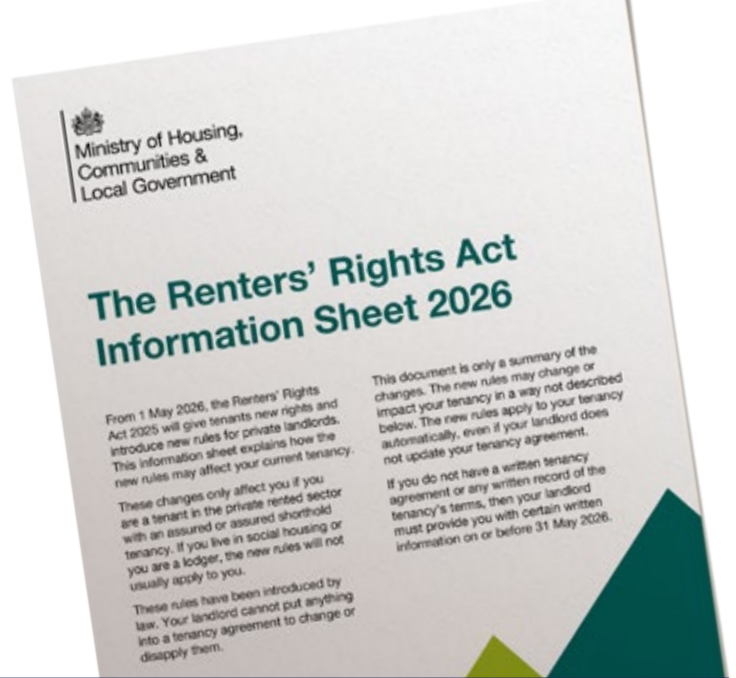 Ministry of Housing,
Communities &
Local Government
The Renters' Rights Act
Information Sheet 2026
From 1 May 2026, the Renters' Rights
Act 2025 will give tenants new rights and
introduce new rules for private landlords.
This information sheet explains how the
new rules may affect your current tenancy.
These changes only affect you if you
are a tenant in the private rented sector
with an assured or assured shorthold
tenancy. If you live in social housing or
you are a lodger, the new rules will not
usually apply to you.
These rules have been introduced by
law. Your landlord cannot put anything
into a tenancy agreement to change or
disapply them.
This document is only a summary of the
changes. The new rules may change or
impact your tenancy in a way not described
below. The new rules apply to your tenancy
automatically, even if your landlord does
not update your tenancy agreement.
If you do not have a written tenancy
agreement or any written record of the
tenancy's terms, then your landlord
must provide you with certain written
information on or before 31 May 2026.